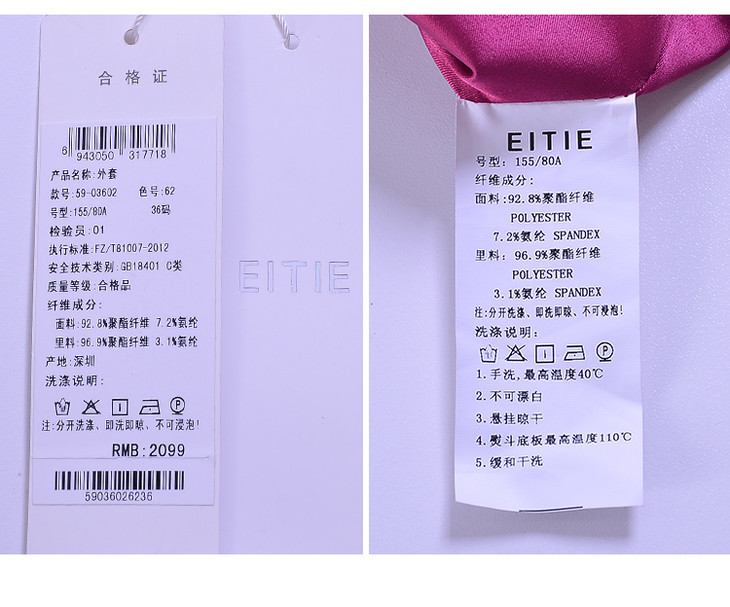 合格证
6 943050 317718
产品名称:外套
款号:59-03602 色号:62
号型:155/80A 36码
检验员:01
执行标准:FZ/T81007-2012
安全技术类别:GB18401 C类
质量等级:合格品
纤维成分:
面料:92.8%聚酯纤维 7.2%氨纶
里料:96.9%聚酯纤维 3.1%氨纶
产地:深圳
洗涤说明:
注:分开洗涤、即洗即晾、不可浸泡!
RMB:2099
59036026236
EITIE
EITIE
号型: 155/80A
纤维成分:
面料:92.8%聚酯纤维
POLYESTER
7.2%氨纶 SPANDEX
里料: 96.9%聚酯纤维
POLYESTER
3.1%氨纶 SPANDEX
注:分开洗涤、即洗即晾、不可浸泡!
洗涤说明:
1.手洗,最高温度40℃
2.不可漂白
3.悬挂晾干
4.熨斗底板最高温度110℃
5.缓和干洗